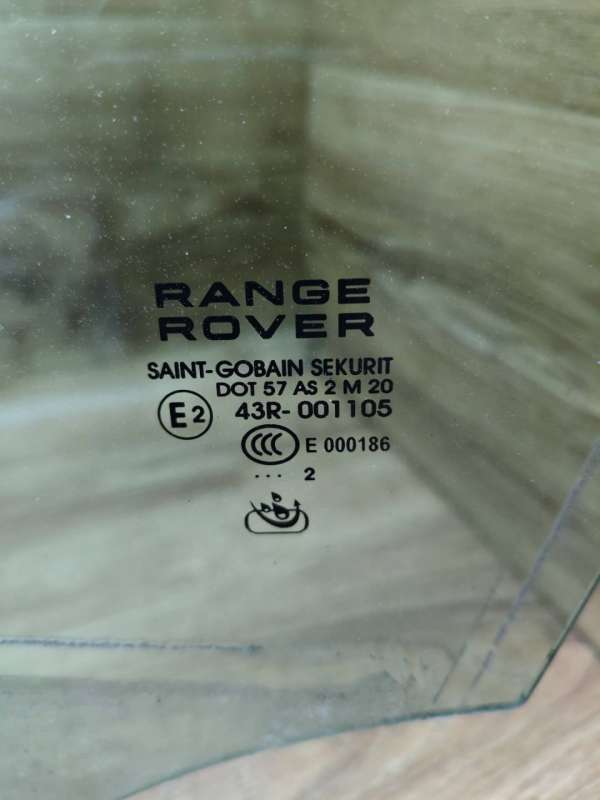 RANGE
ROVER
SAINT-GOBAIN SEKURIT
DOT 57 AS 2 M 20
E2 43R- 001105
CCC E 000186
... 2